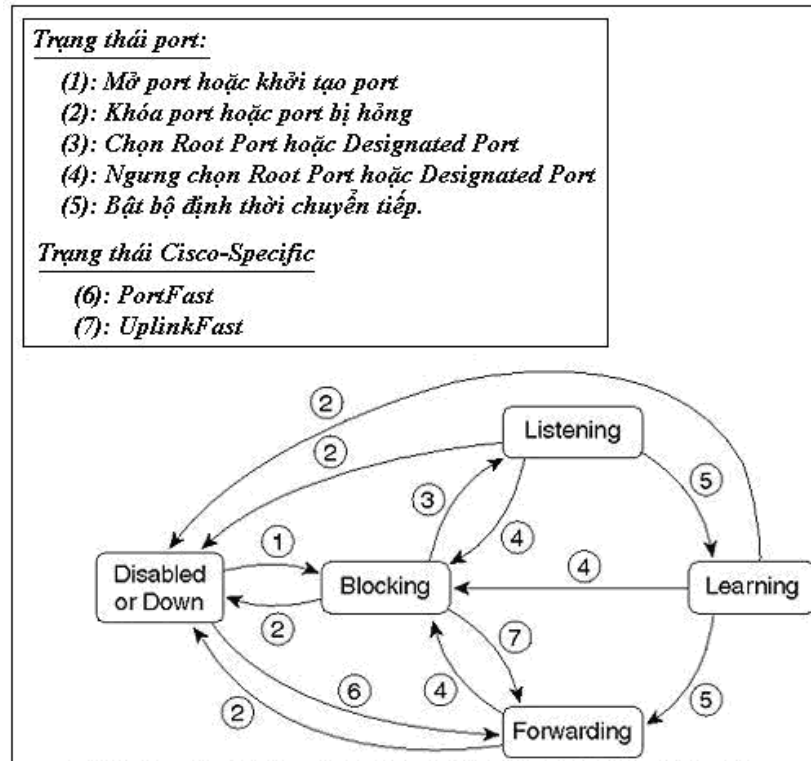 Trạng thái port:
(1): Mở port hoặc khởi tạo port
(2): Khóa port hoặc port bị hỏng
(3): Chọn Root Port hoặc Designated Port
(4): Ngưng chọn Root Port hoặc Designated Port
(5): Bật bộ định thời chuyển tiếp.
Trạng thái Cisco-Specific
(6): PortFast
(7): UplinkFast
2
Listening
2
3
5
4
1
Disabled
or Down
Blocking
4
Learning
2
7
6
4
5
2
Forwarding